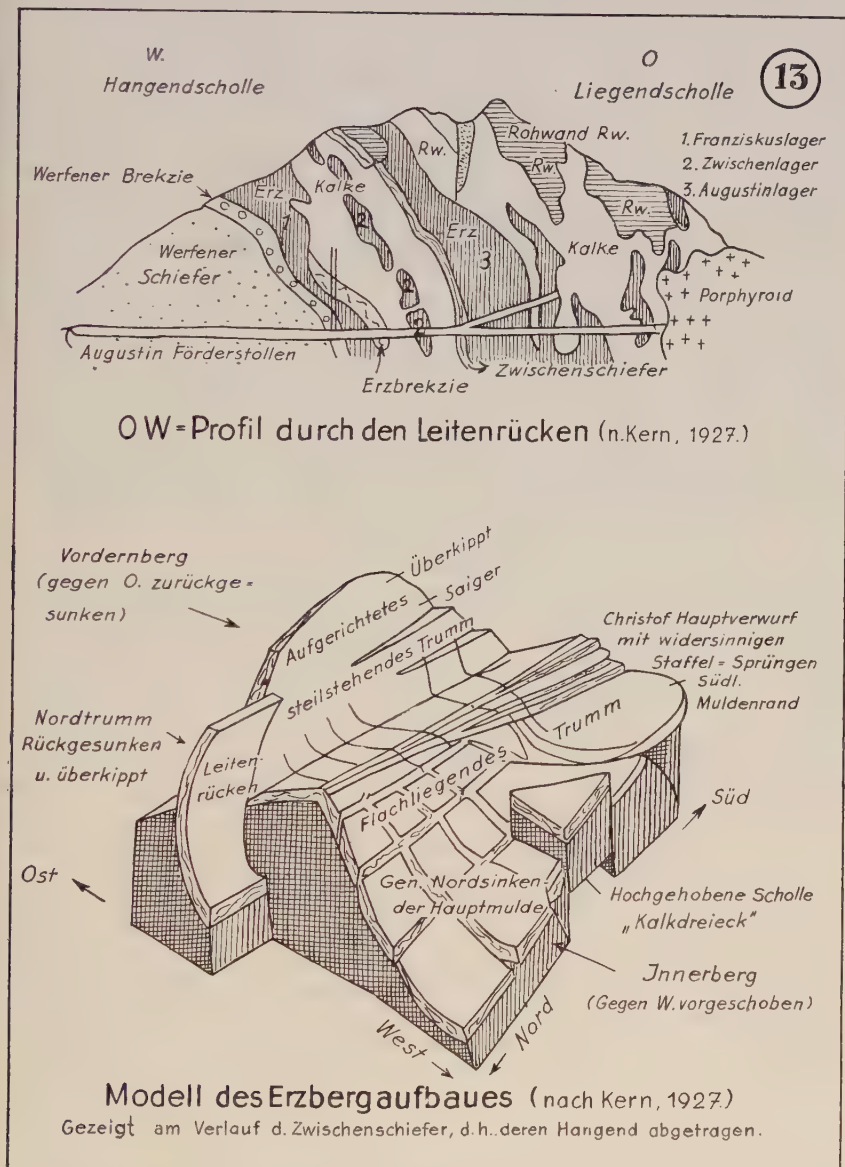 W.
Hangendscholle
O
Liegendscholle
13
1. Franziskuslager
2. Zwischenlager
3. Augustinlager
Rohwand Rw.
Rw.
Rw.
Rw.
Werfener Brekzie
Erz
Kalke
1
2
2
2
Erz
3
Kalke
Werfener
Schiefer
Porphyroid
Augustin Förderstollen
Zwischenschiefer
Erzbrekzie
OW=Profil durch den Leitenrücken (n. Kern, 1927.)
Vordernberg
(gegen O. zurückge=
sunken)
Überkippt
Saiger
Aufgerichtetes
steilstehendes Trumm
Christof Hauptverwurf
mit widersinnigen
Staffel=Sprüngen
Südl.
Muldenrand
Nordtrumm
Rückgesunken
u. überkippt
Leiten-
rücken
Flachliegendes
Trumm
Süd
Ost
Gen. Nordsinken
der Hauptmulde
Hochgehobene Scholle
„Kalkdreieck"
Innerberg
(Gegen W. vorgeschoben)
West
Nord
Modell des Erzbergaufbaues (nach Kern, 1927.)
Gezeigt am Verlauf d. Zwischenschiefer, d.h..deren Hangend abgetragen.